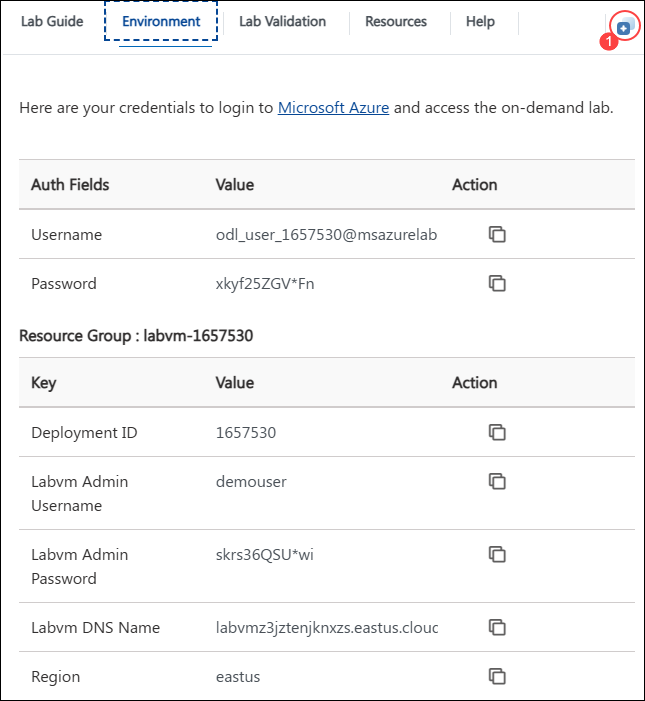 Lab Guide Environment Lab Validation Resources Help
1
Here are your credentials to login to Microsoft Azure and access the on-demand lab.
Auth Fields Value Action
Username odl_user_1657530@msazurelab
Password xkyf25ZGV*Fn
Resource Group : labvm-1657530
Key Value Action
Deployment ID 1657530
Labvm Admin Username demouser
Labvm Admin Password skrs36QSU*wi
Labvm DNS Name labvmz3jztenjknxzs.eastus.clouc
Region eastus